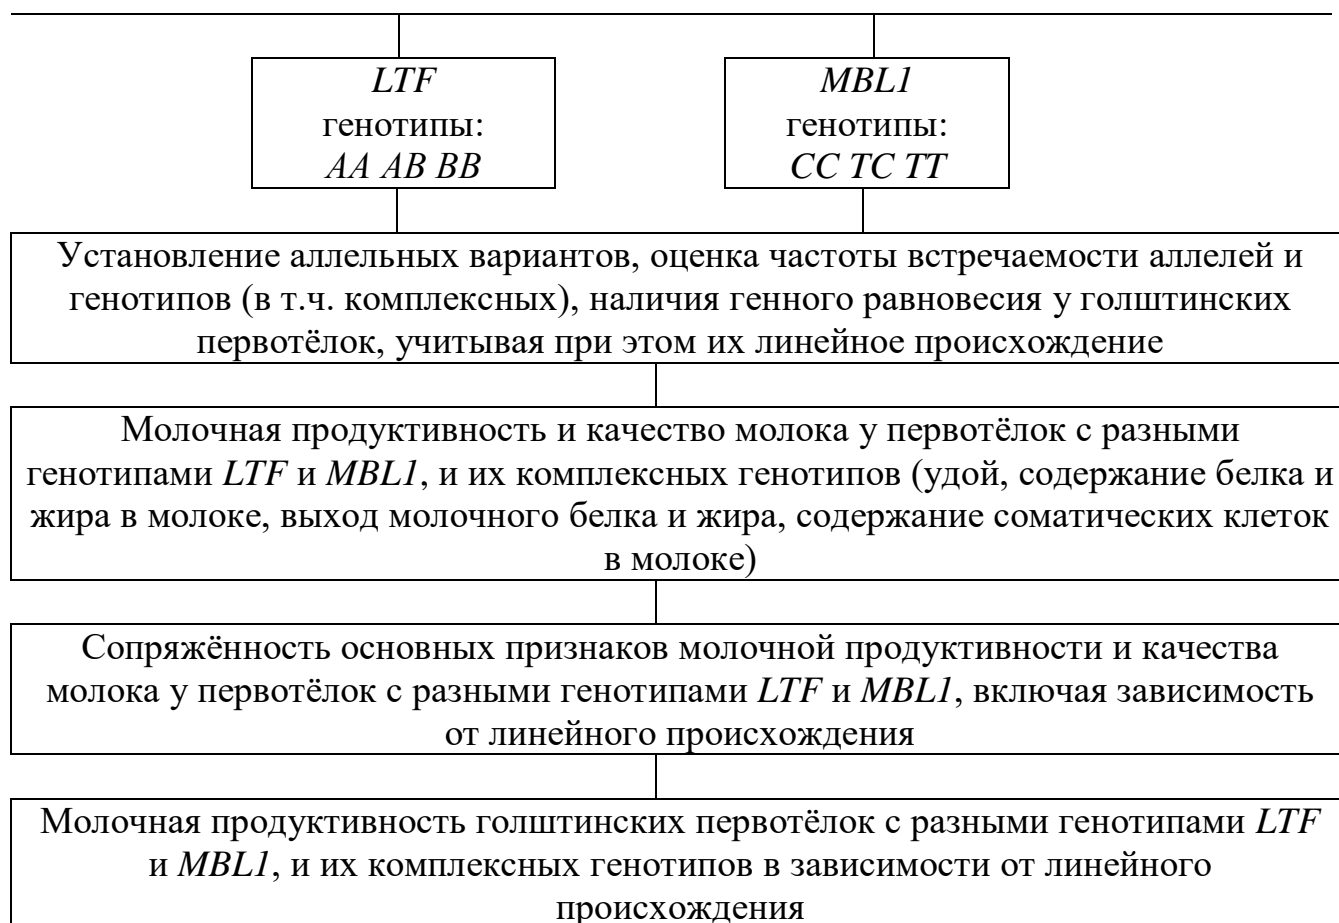 LTF
генотипы:
AA AB BB
MBL1
генотипы:
CC TC TT
Установление аллельных вариантов, оценка частоты встречаемости аллелей и
генотипов (в т.ч. комплексных), наличия генного равновесия у голштинских
первотёлок, учитывая при этом их линейное происхождение
Молочная продуктивность и качество молока у первотёлок с разными
генотипами LTF и MBL1, и их комплексных генотипов (удой, содержание белка и
жира в молоке, выход молочного белка и жира, содержание соматических клеток
в молоке)
Сопряжённость основных признаков молочной продуктивности и качества
молока у первотёлок с разными генотипами LTF и MBL1, включая зависимость
от линейного происхождения
Молочная продуктивность голштинских первотёлок с разными генотипами LTF
и MBL1, и их комплексных генотипов в зависимости от линейного
происхождения